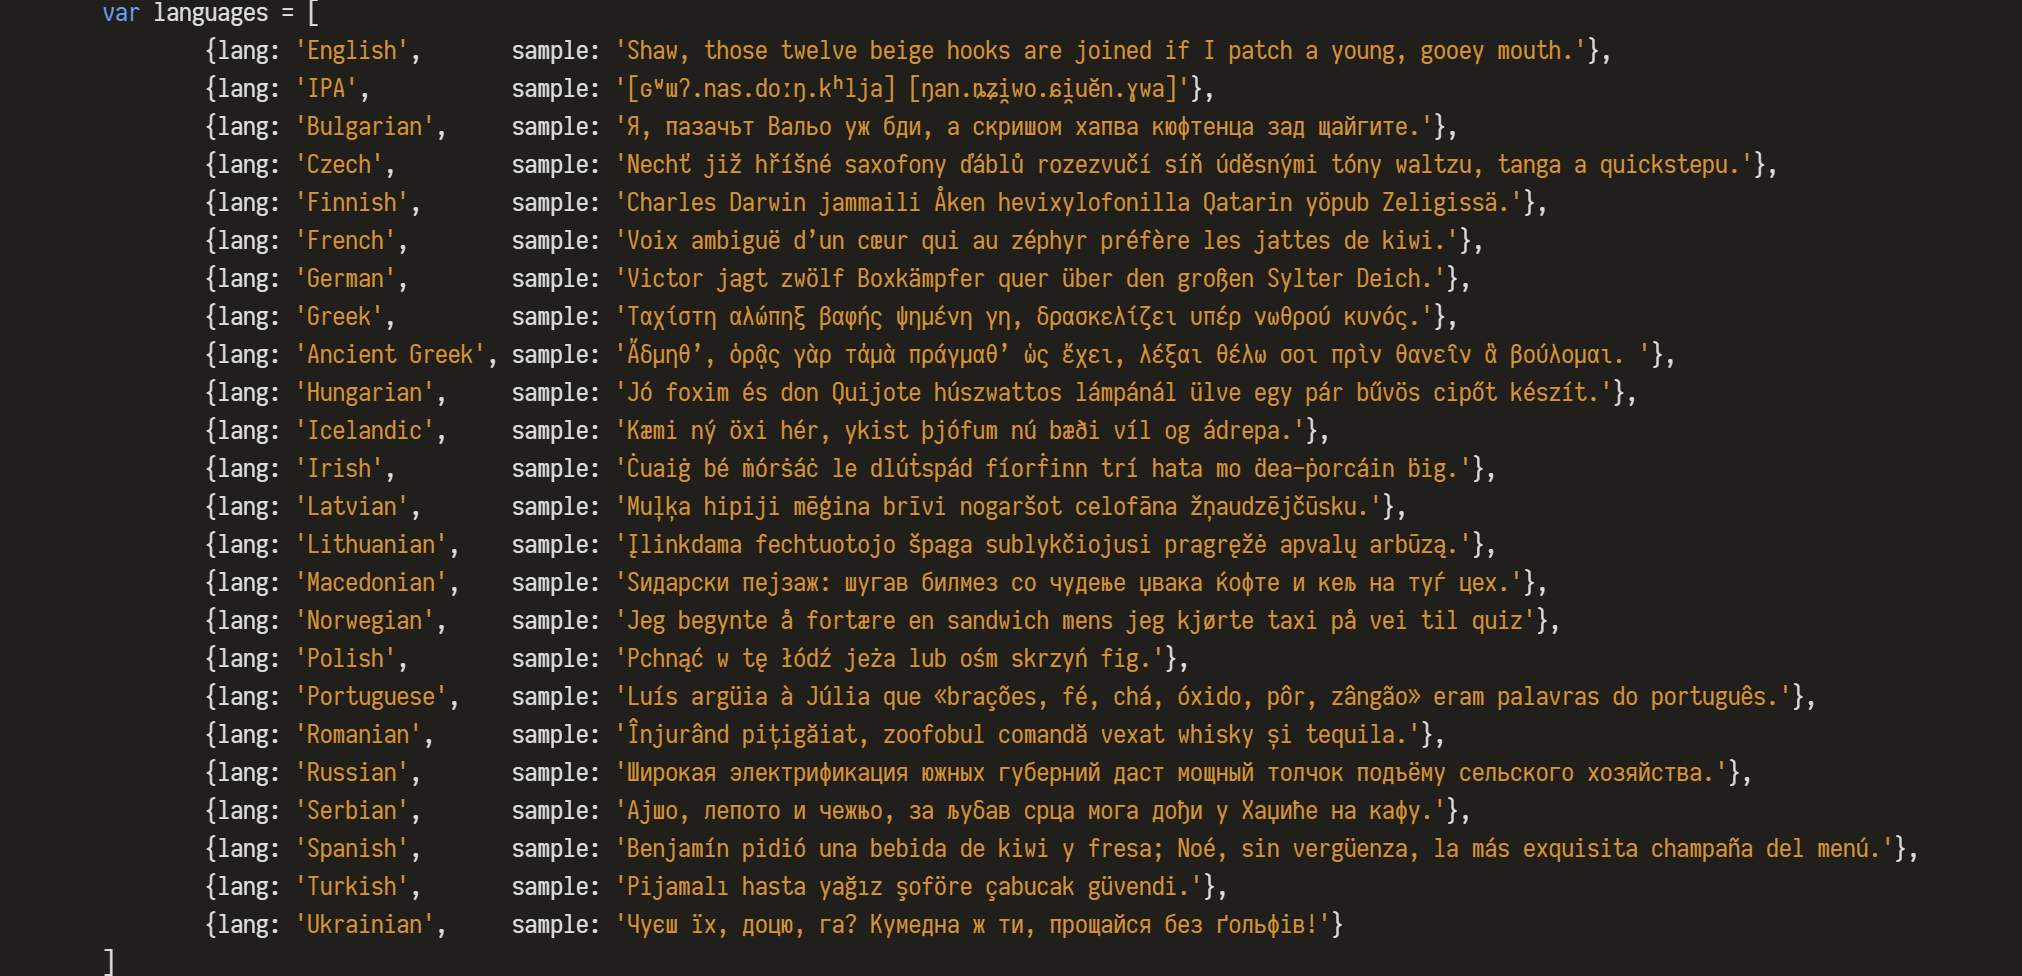 var languages = [
{lang: 'English', sample: 'Shaw, those twelve beige hooks are joined if I patch a young, gooey mouth.'},
{lang: 'IPA', sample: '[ɢʷɯʔ.nas.doːŋ.kʰlja] [ŋan.ȵʑi̯wo.ɕi̯uĕn.ɣwa]'},
{lang: 'Bulgarian', sample: 'Я, пазачът Вальо уж бди, а скришом хапва кюфтенца зад щайгите.'},
{lang: 'Czech', sample: 'Nechť již hříšné saxofony ďáblů rozezvučí síň úděsnými tóny waltzu, tanga a quickstepu.'},
{lang: 'Finnish', sample: 'Charles Darwin jammaili Åken hevixylofonilla Qatarin yöpub Zeligissä.'},
{lang: 'French', sample: 'Voix ambiguë d’un cœur qui au zéphyr préfère les jattes de kiwi.'},
{lang: 'German', sample: 'Victor jagt zwölf Boxkämpfer quer über den großen Sylter Deich.'},
{lang: 'Greek', sample: 'Ταχίστη αλώπηξ βαφής ψημένη γη, δρασκελίζει υπέρ νωθρού κυνός.'},
{lang: 'Ancient Greek', sample: 'Ἄδμηθ’, ὁρᾷς γὰρ τἀμὰ πράγμαθ’ ὡς ἔχει, λέξαι θέλω σοι πρὶν θανεῖν ἃ βούλομαι. '},
{lang: 'Hungarian', sample: 'Jó foxim és don Quijote húszwattos lámpánál ülve egy pár bűvös cipőt készít.'},
{lang: 'Icelandic', sample: 'Kæmi ný öxi hér, ykist þjófum nú bæði víl og ádrepa.'},
{lang: 'Irish', sample: 'Ċuaiġ bé ṁórṡáċ le dlúṫspád fíorḟinn trí hata mo ḋea-ṗorcáin ḃig.'},
{lang: 'Latvian', sample: 'Muļķa hipiji mēģina brīvi nogaršot celofāna žņaudzējčūsku.'},
{lang: 'Lithuanian', sample: 'Įlinkdama fechtuotojo špaga sublykčiojusi pragręžė apvalų arbūzą.'},
{lang: 'Macedonian', sample: 'Ѕидарски пејзаж: шугав билмез со чудење џвака ќофте и кељ на туѓ цех.'},
{lang: 'Norwegian', sample: 'Jeg begynte å fortære en sandwich mens jeg kjørte taxi på vei til quiz'},
{lang: 'Polish', sample: 'Pchnąć w tę łódź jeża lub ośm skrzyń fig.'},
{lang: 'Portuguese', sample: 'Luís argüia à Júlia que «brações, fé, chá, óxido, pôr, zângão» eram palavras do português.'},
{lang: 'Romanian', sample: 'Înjurând pițigăiat, zoofobul comandă vexat whisky și tequila.'},
{lang: 'Russian', sample: 'Широкая электрификация южных губерний даст мощный толчок подъёму сельского хозяйства.'},
{lang: 'Serbian', sample: 'Ајшо, лепото и чежњо, за љубав срца мога дођи у Хаџиће на кафу.'},
{lang: 'Spanish', sample: 'Benjamín pidió una bebida de kiwi y fresa; Noé, sin vergüenza, la más exquisita champaña del menú.'},
{lang: 'Turkish', sample: 'Pijamalı hasta yağız şoföre çabucak güvendi.'},
{lang: 'Ukrainian', sample: 'Чуєш їх, доцю, га? Кумедна ж ти, прощайся без ґольфів!'}
]